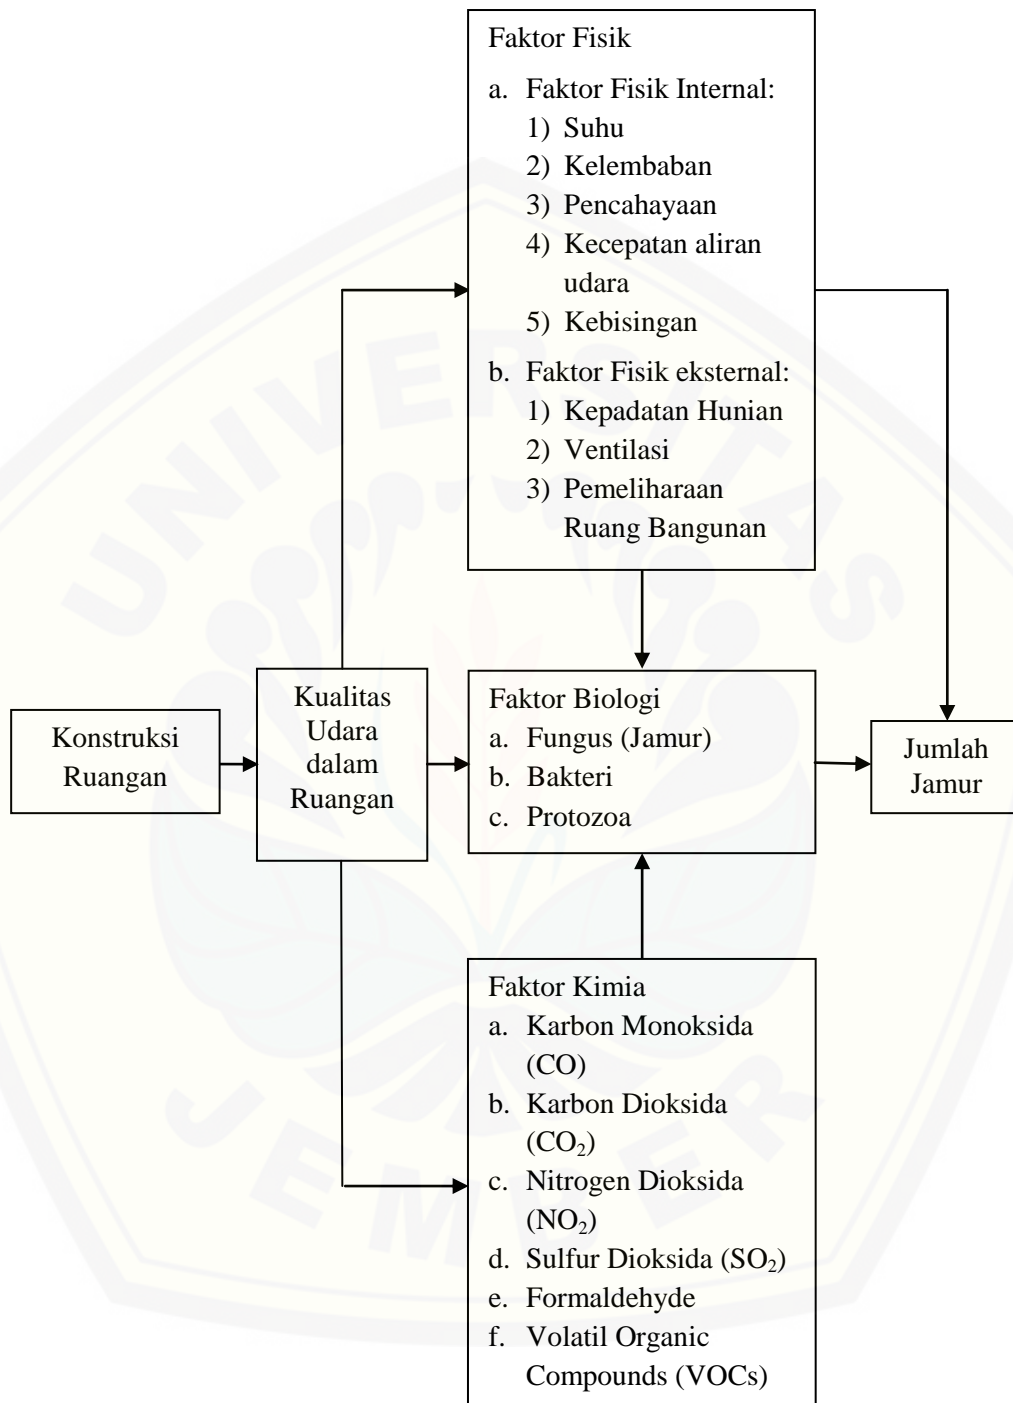 Faktor Fisik
a. Faktor Fisik Internal:
1) Suhu
2) Kelembaban
3) Pencahayaan
4) Kecepatan aliran
udara
5) Kebisingan
b. Faktor Fisik eksternal:
1) Kepadatan Hunian
2) Ventilasi
3) Pemeliharaan
Ruang Bangunan
Konstruksi
Ruangan
Kualitas
Udara
dalam
Ruangan
Faktor Biologi
a. Fungus (Jamur)
b. Bakteri
c. Protozoa
Jumlah
Jamur
Faktor Kimia
a. Karbon Monoksida
(CO)
b. Karbon Dioksida
(CO₂)
c. Nitrogen Dioksida
(NO₂)
d. Sulfur Dioksida (SO₂)
e. Formaldehyde
f. Volatil Organic
Compounds (VOCs)
UNIVERSITAS
JEMBER